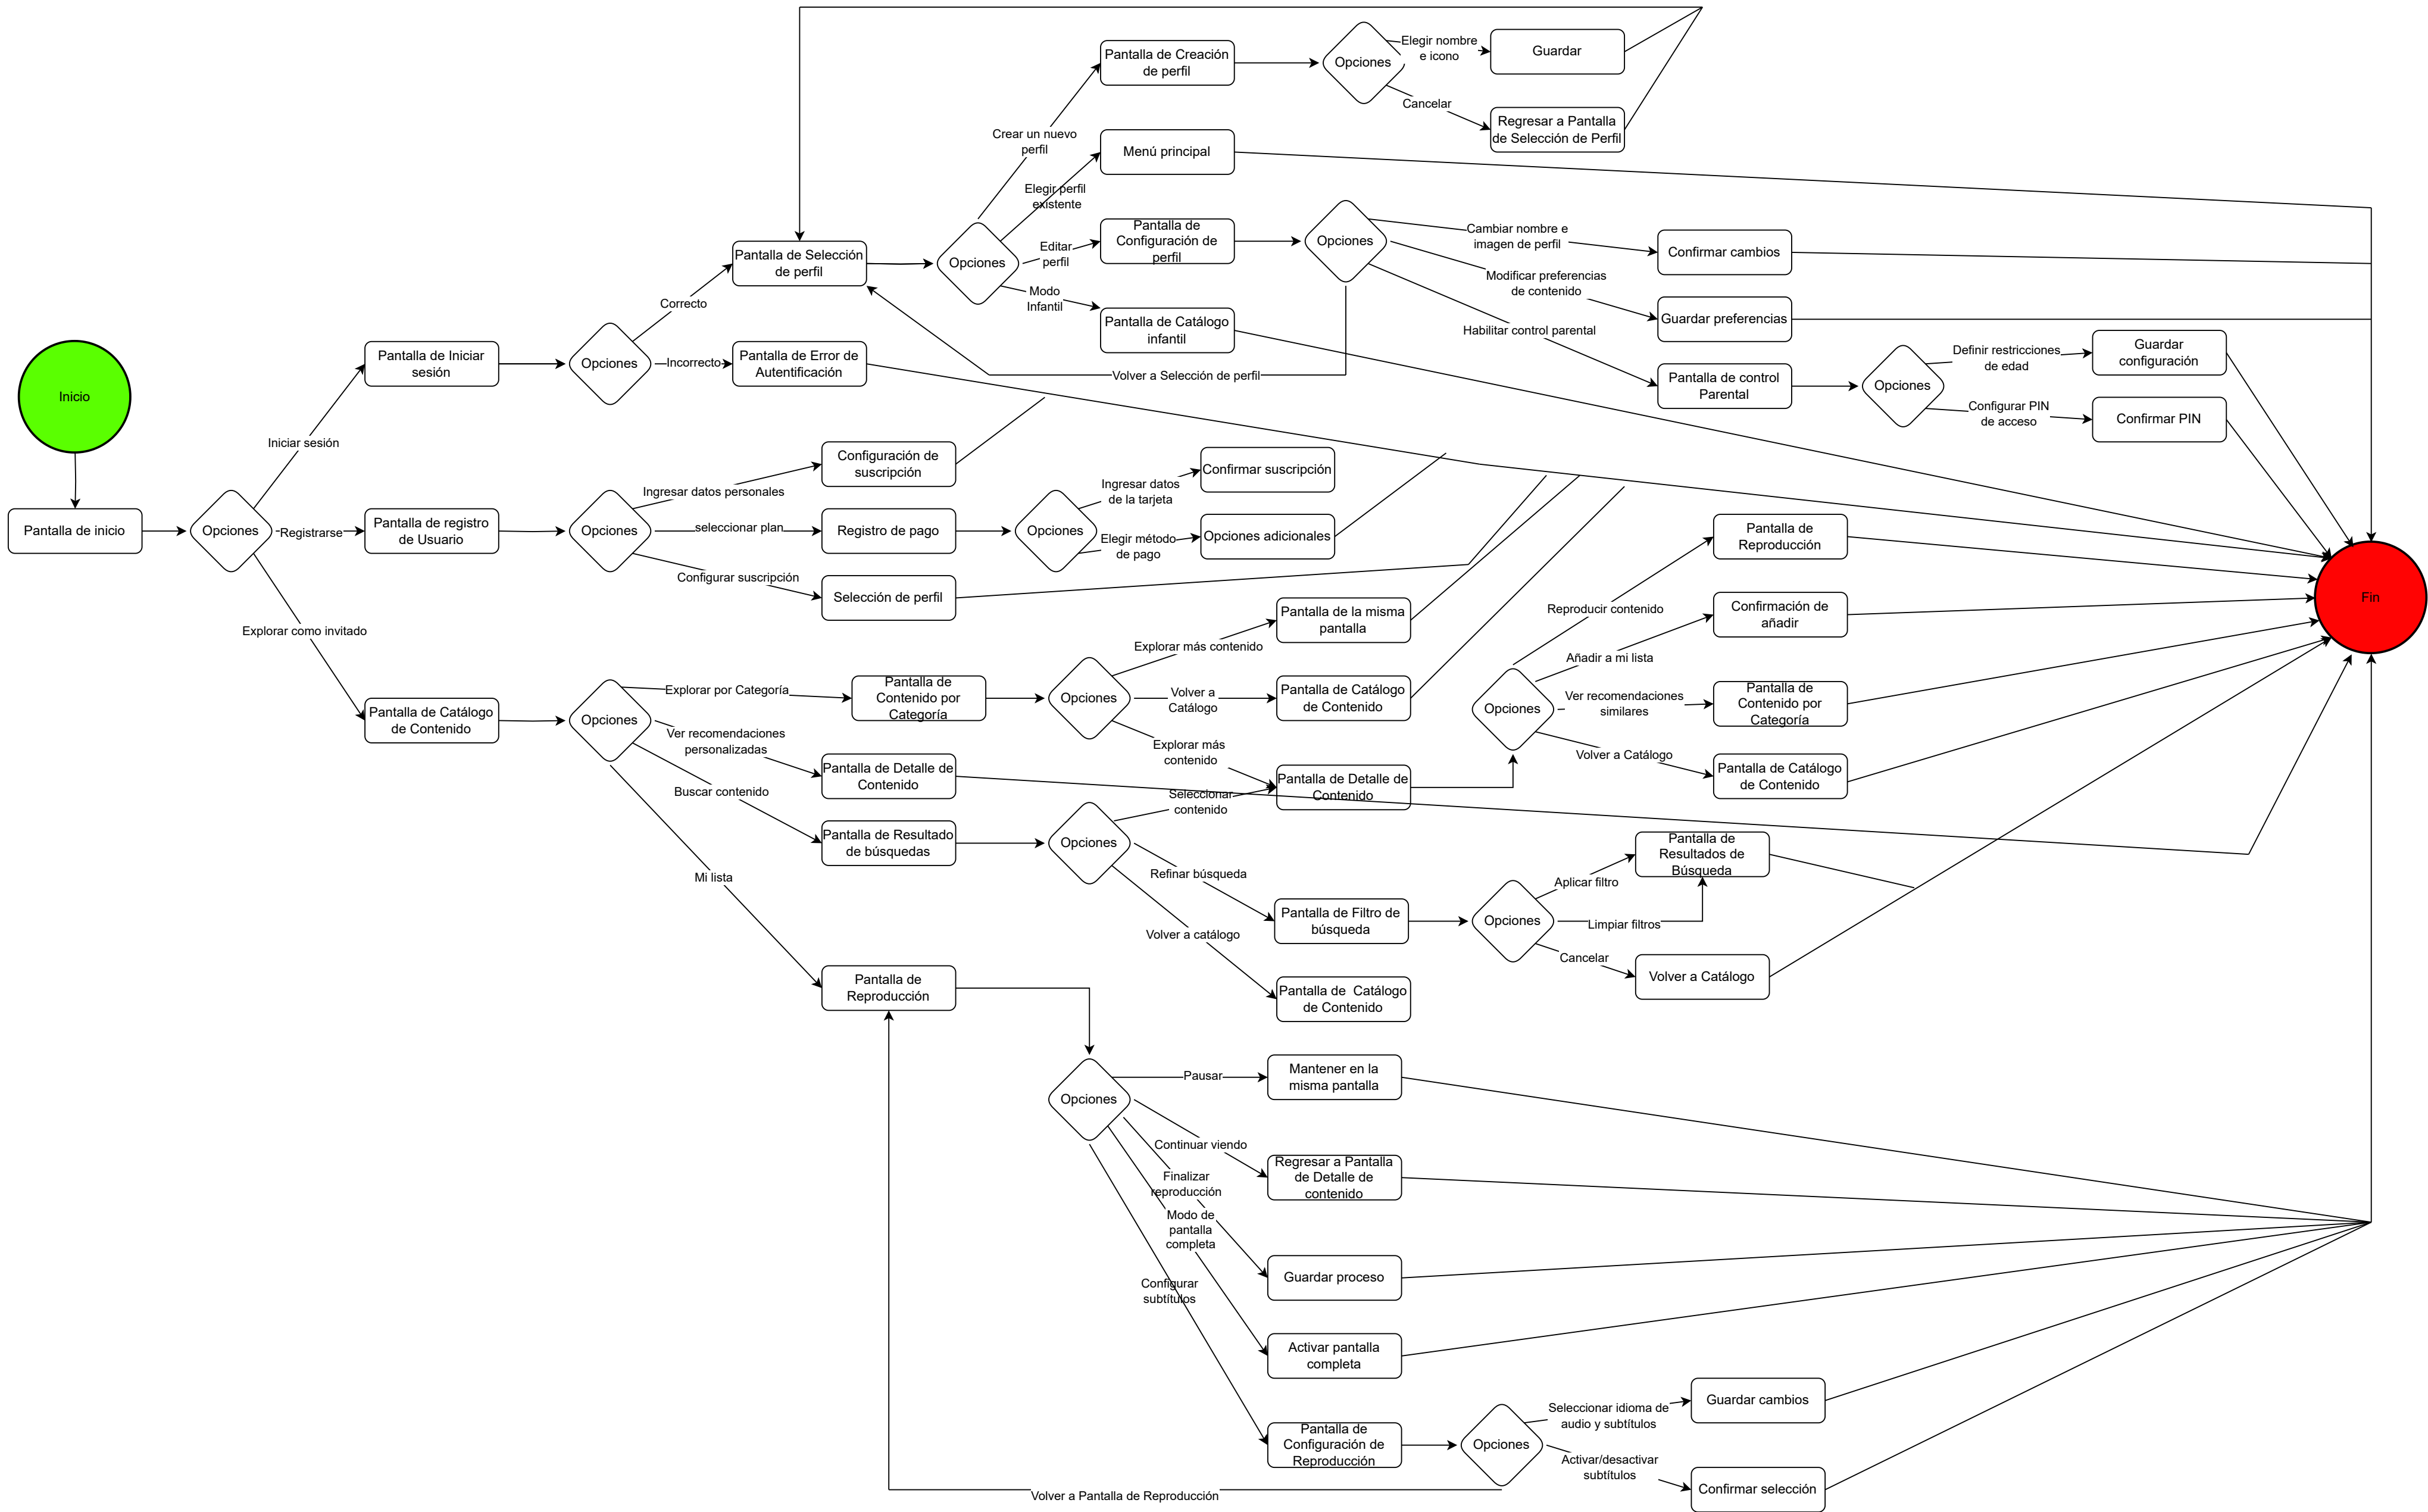 Pantalla de Creación
de perfil
Opciones
Elegir nombre
e icono
Guardar
Cancelar
Regresar a Pantalla
de Selección de Perfil
Crear un nuevo
perfil
Menú principal
Elegir perfil
existente
Pantalla de Selección
de perfil
Opciones
Editar
perfil
Pantalla de
Configuración de
perfil
Modo
Infantil
Pantalla de Catálogo
infantil
Opciones
Cambiar nombre e
imagen de perfil
Confirmar cambios
Modificar preferencias
de contenido
Guardar preferencias
Habilitar control parental
Pantalla de control
Parental
Opciones
Definir restricciones
de edad
Guardar
configuración
Configurar PIN
de acceso
Confirmar PIN
Volver a Selección de perfil
Inicio
Pantalla de inicio
Opciones
Iniciar sesión
Pantalla de Iniciar
sesión
Opciones
Correcto
Incorrecto
Pantalla de Error de
Autentificación
Registrarse
Pantalla de registro
de Usuario
Opciones
Ingresar datos personales
Configuración de
suscripción
seleccionar plan
Registro de pago
Opciones
Ingresar datos
de la tarjeta
Confirmar suscripción
Elegir método
de pago
Opciones adicionales
Configurar suscripción
Selección de perfil
Fin
Explorar como invitado
Pantalla de Catálogo
de Contenido
Opciones
Explorar por Categoría
Pantalla de
Contenido por
Categoría
Opciones
Explorar más contenido
Pantalla de la misma
pantalla
Volver a
Catálogo
Pantalla de Catálogo
de Contenido
Explorar más
contenido
Pantalla de Detalle de
Contenido
Opciones
Reproducir contenido
Pantalla de
Reproducción
Añadir a mi lista
Confirmación de
añadir
Ver recomendaciones
similares
Pantalla de
Contenido por
Categoría
Volver a Catálogo
Pantalla de Catálogo
de Contenido
Ver recomendaciones
personalizadas
Pantalla de Detalle de
Contenido
Buscar contenido
Pantalla de Resultado
de búsquedas
Opciones
Seleccionar
contenido
Refinar búsqueda
Pantalla de Filtro de
búsqueda
Opciones
Aplicar filtro
Pantalla de
Resultados de
Búsqueda
Limpiar filtros
Cancelar
Volver a Catálogo
Volver a catálogo
Pantalla de  Catálogo
de Contenido
Mi lista
Pantalla de
Reproducción
Opciones
Pausar
Mantener en la
misma pantalla
Continuar viendo
Regresar a Pantalla
de Detalle de
contenido
Finalizar
reproducción
Guardar proceso
Modo de
pantalla
completa
Activar pantalla
completa
Configurar
subtítulos
Pantalla de
Configuración de
Reproducción
Opciones
Seleccionar idioma de
audio y subtítulos
Guardar cambios
Activar/desactivar
subtítulos
Confirmar selección
Volver a Pantalla de Reproducción